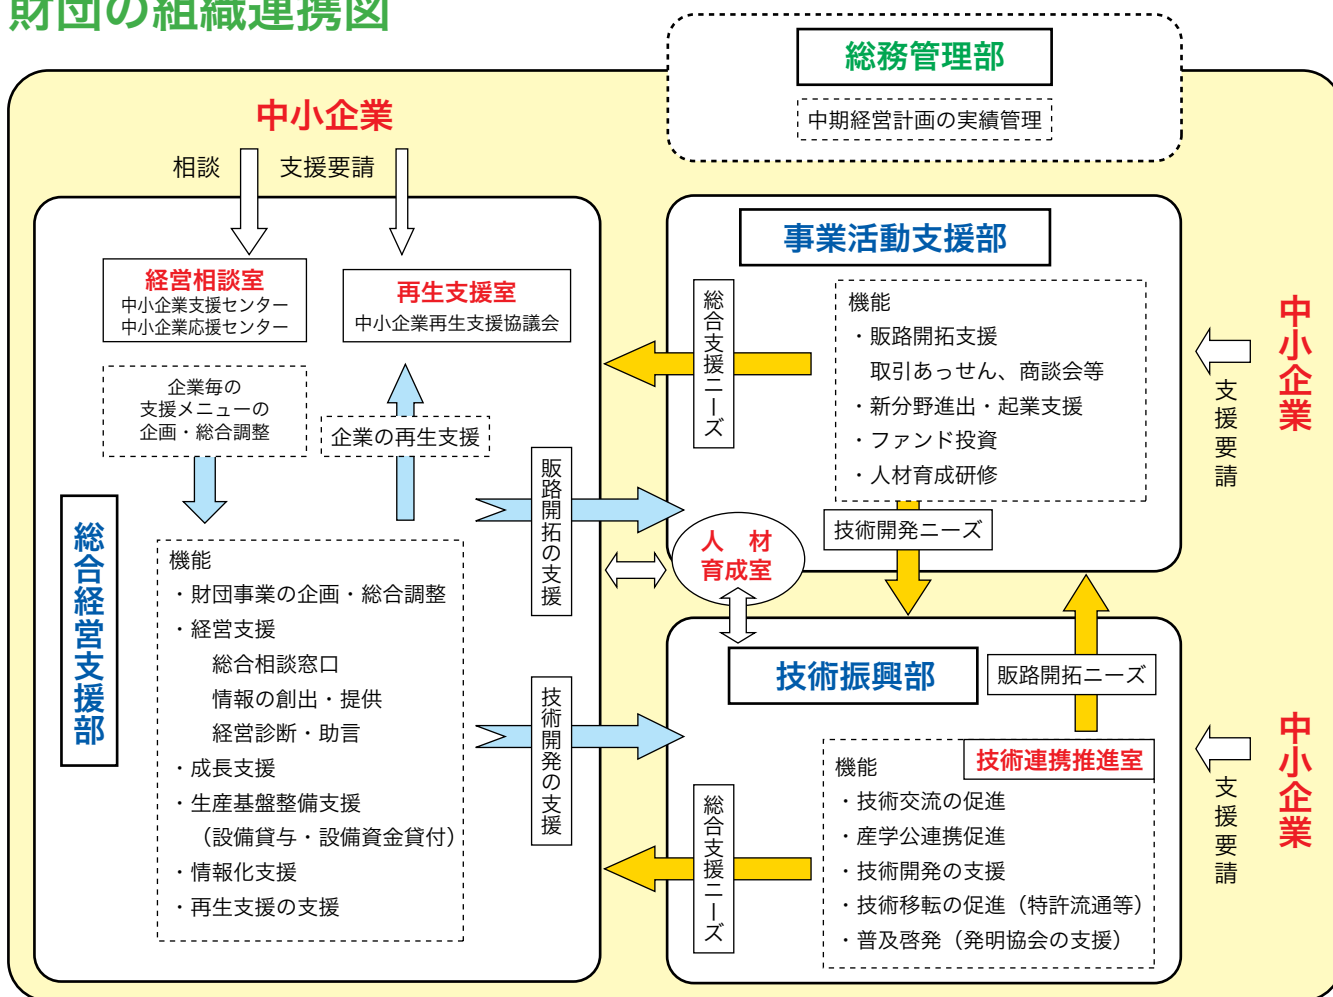 財団の組織連携図
総務管理部
中期経営計画の実績管理
中小企業
相談
支援要請
経営相談室
中小企業支援センター
中小企業応援センター
再生支援室
中小企業再生支援協議会
企業毎の
支援メニューの
企画・総合調整
企業の再生支援
総合経営支援部
機能
・財団事業の企画・総合調整
・経営支援
総合相談窓口
情報の創出・提供
経営診断・助言
・成長支援
・生産基盤整備支援
（設備貸与・設備資金貸付）
・情報化支援
・再生支援の支援
販路開拓の支援
技術開発の支援
事業活動支援部
総合支援ニーズ
機能
・販路開拓支援
取引あっせん、商談会等
・新分野進出・起業支援
・ファンド投資
・人材育成研修
中小企業
支援要請
技術開発ニーズ
人　材
育成室
技術振興部
販路開拓ニーズ
総合支援ニーズ
技術連携推進室
機能
・技術交流の促進
・産学公連携促進
・技術開発の支援
・技術移転の促進（特許流通等）
・普及啓発（発明協会の支援）
中小企業
支援要請